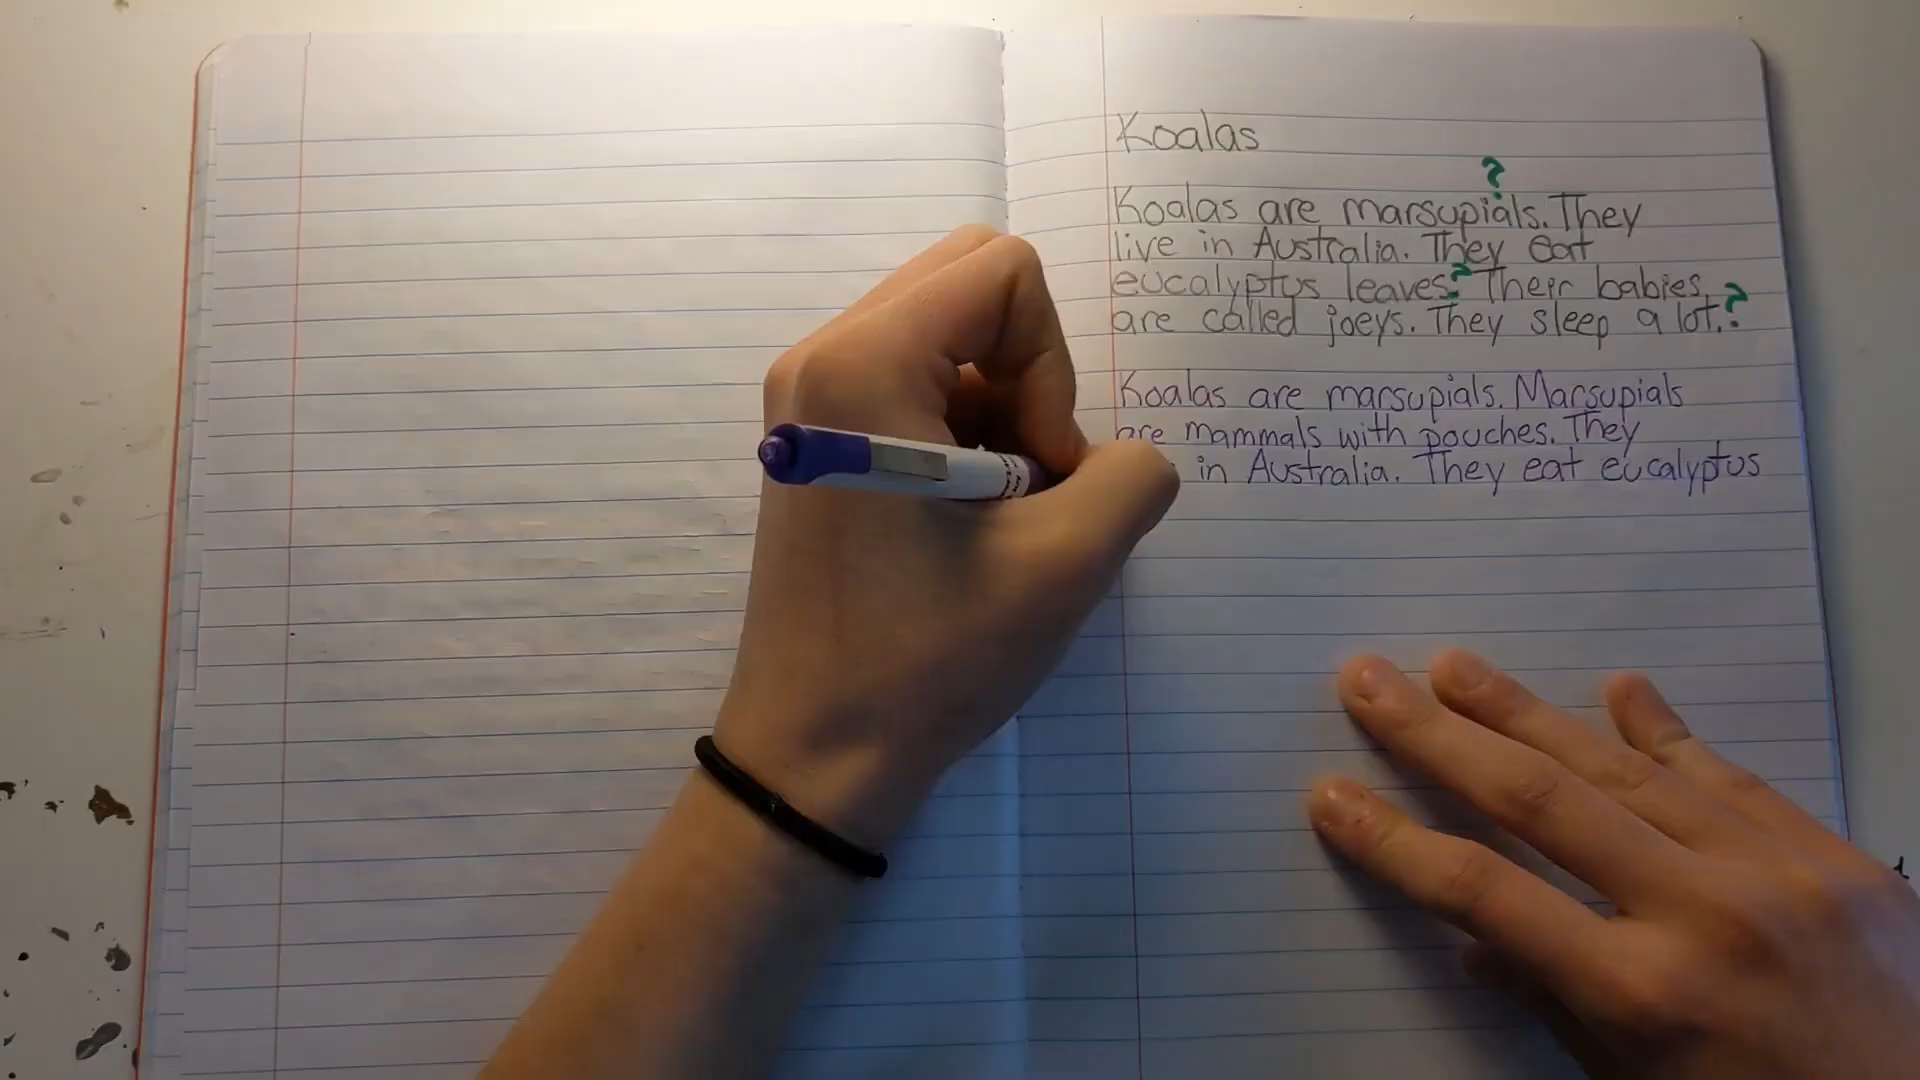 Koalas
?
Koalas are marsupials. They
live in Australia. They eat
eucalyptus leaves? Their babies
are called joeys. They sleep a lot.?
Koalas are marsupials. Marsupials
are mammals with pouches. They
in Australia. They eat eucalyptus